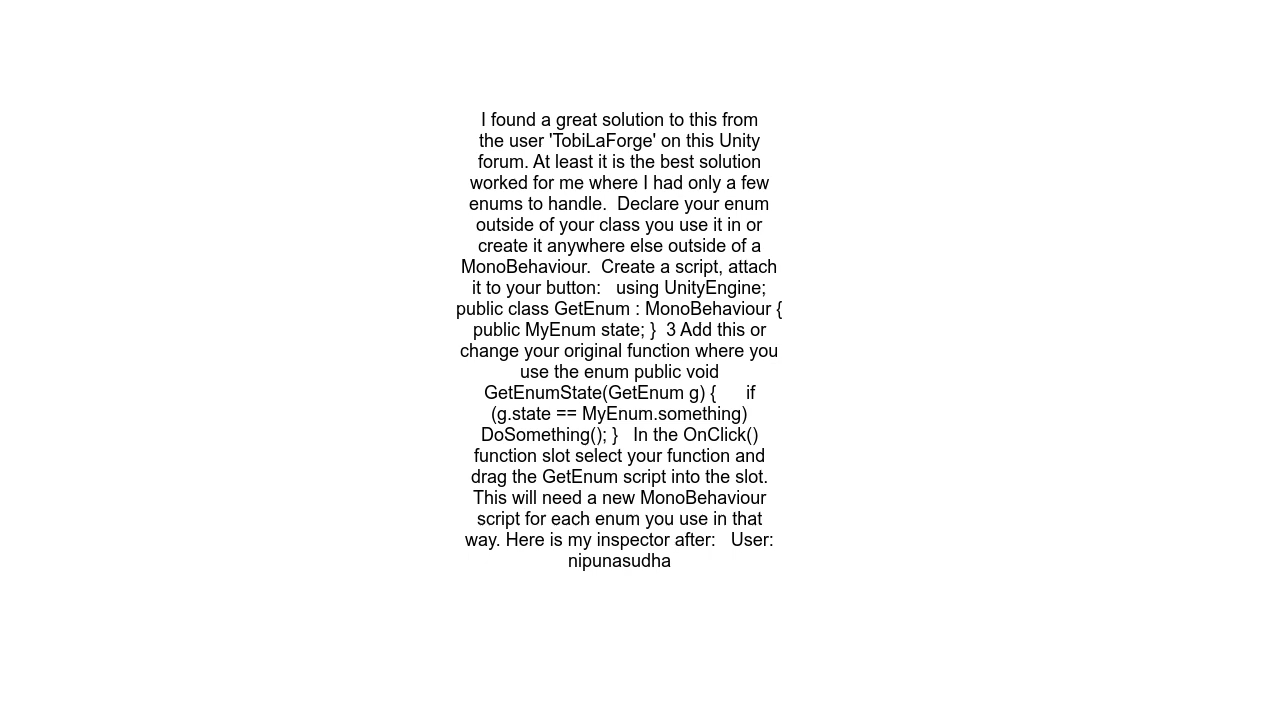 I found a great solution to this from
the user 'TobiLaForge' on this Unity
forum. At least it is the best solution
worked for me where I had only a few
enums to handle.  Declare your enum
outside of your class you use it in or
create it anywhere else outside of a
MonoBehaviour.  Create a script, attach
it to your button:   using UnityEngine;
public class GetEnum : MonoBehaviour {
public MyEnum state; }  3 Add this or
change your original function where you
use the enum public void
GetEnumState(GetEnum g) {      if
(g.state == MyEnum.something)
DoSomething(); }   In the OnClick()
function slot select your function and
drag the GetEnum script into the slot.
This will need a new MonoBehaviour
script for each enum you use in that
way. Here is my inspector after:   User:
nipunasudha